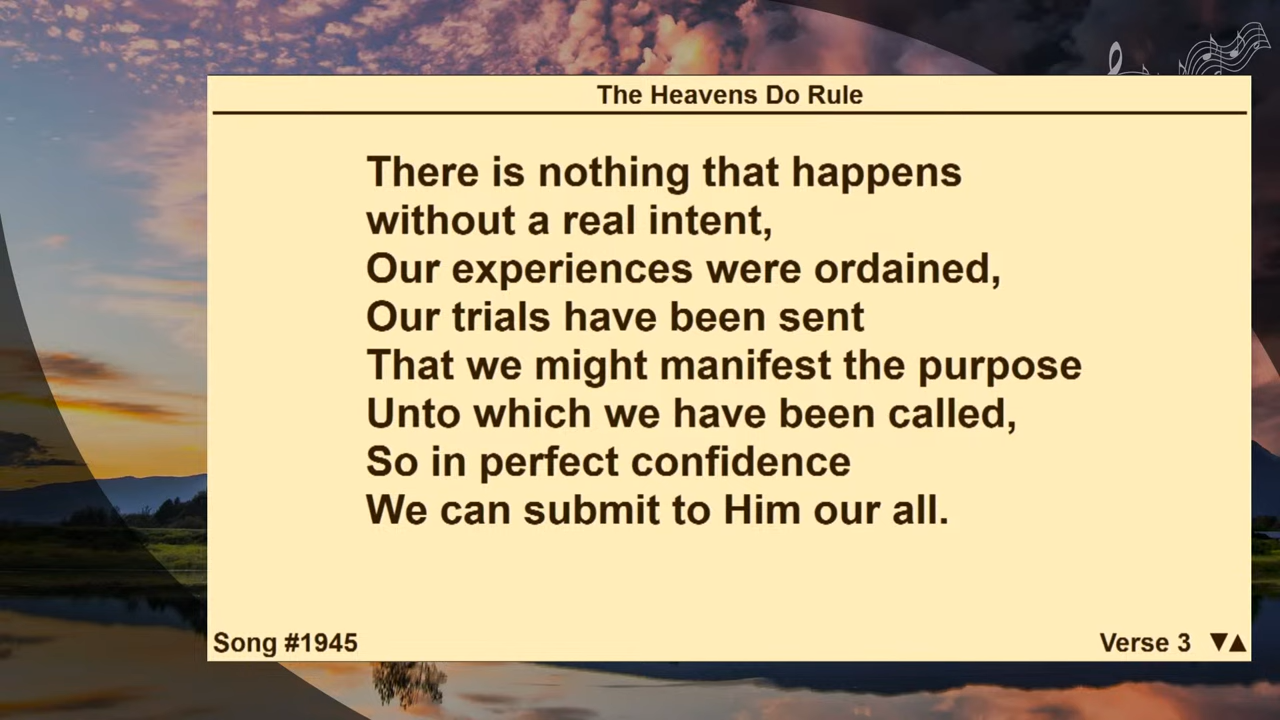 The Heavens Do Rule
There is nothing that happens
without a real intent,
Our experiences were ordained,
Our trials have been sent
That we might manifest the purpose
Unto which we have been called,
So in perfect confidence
We can submit to Him our all.
Song #1945
Verse 3 ▼▲